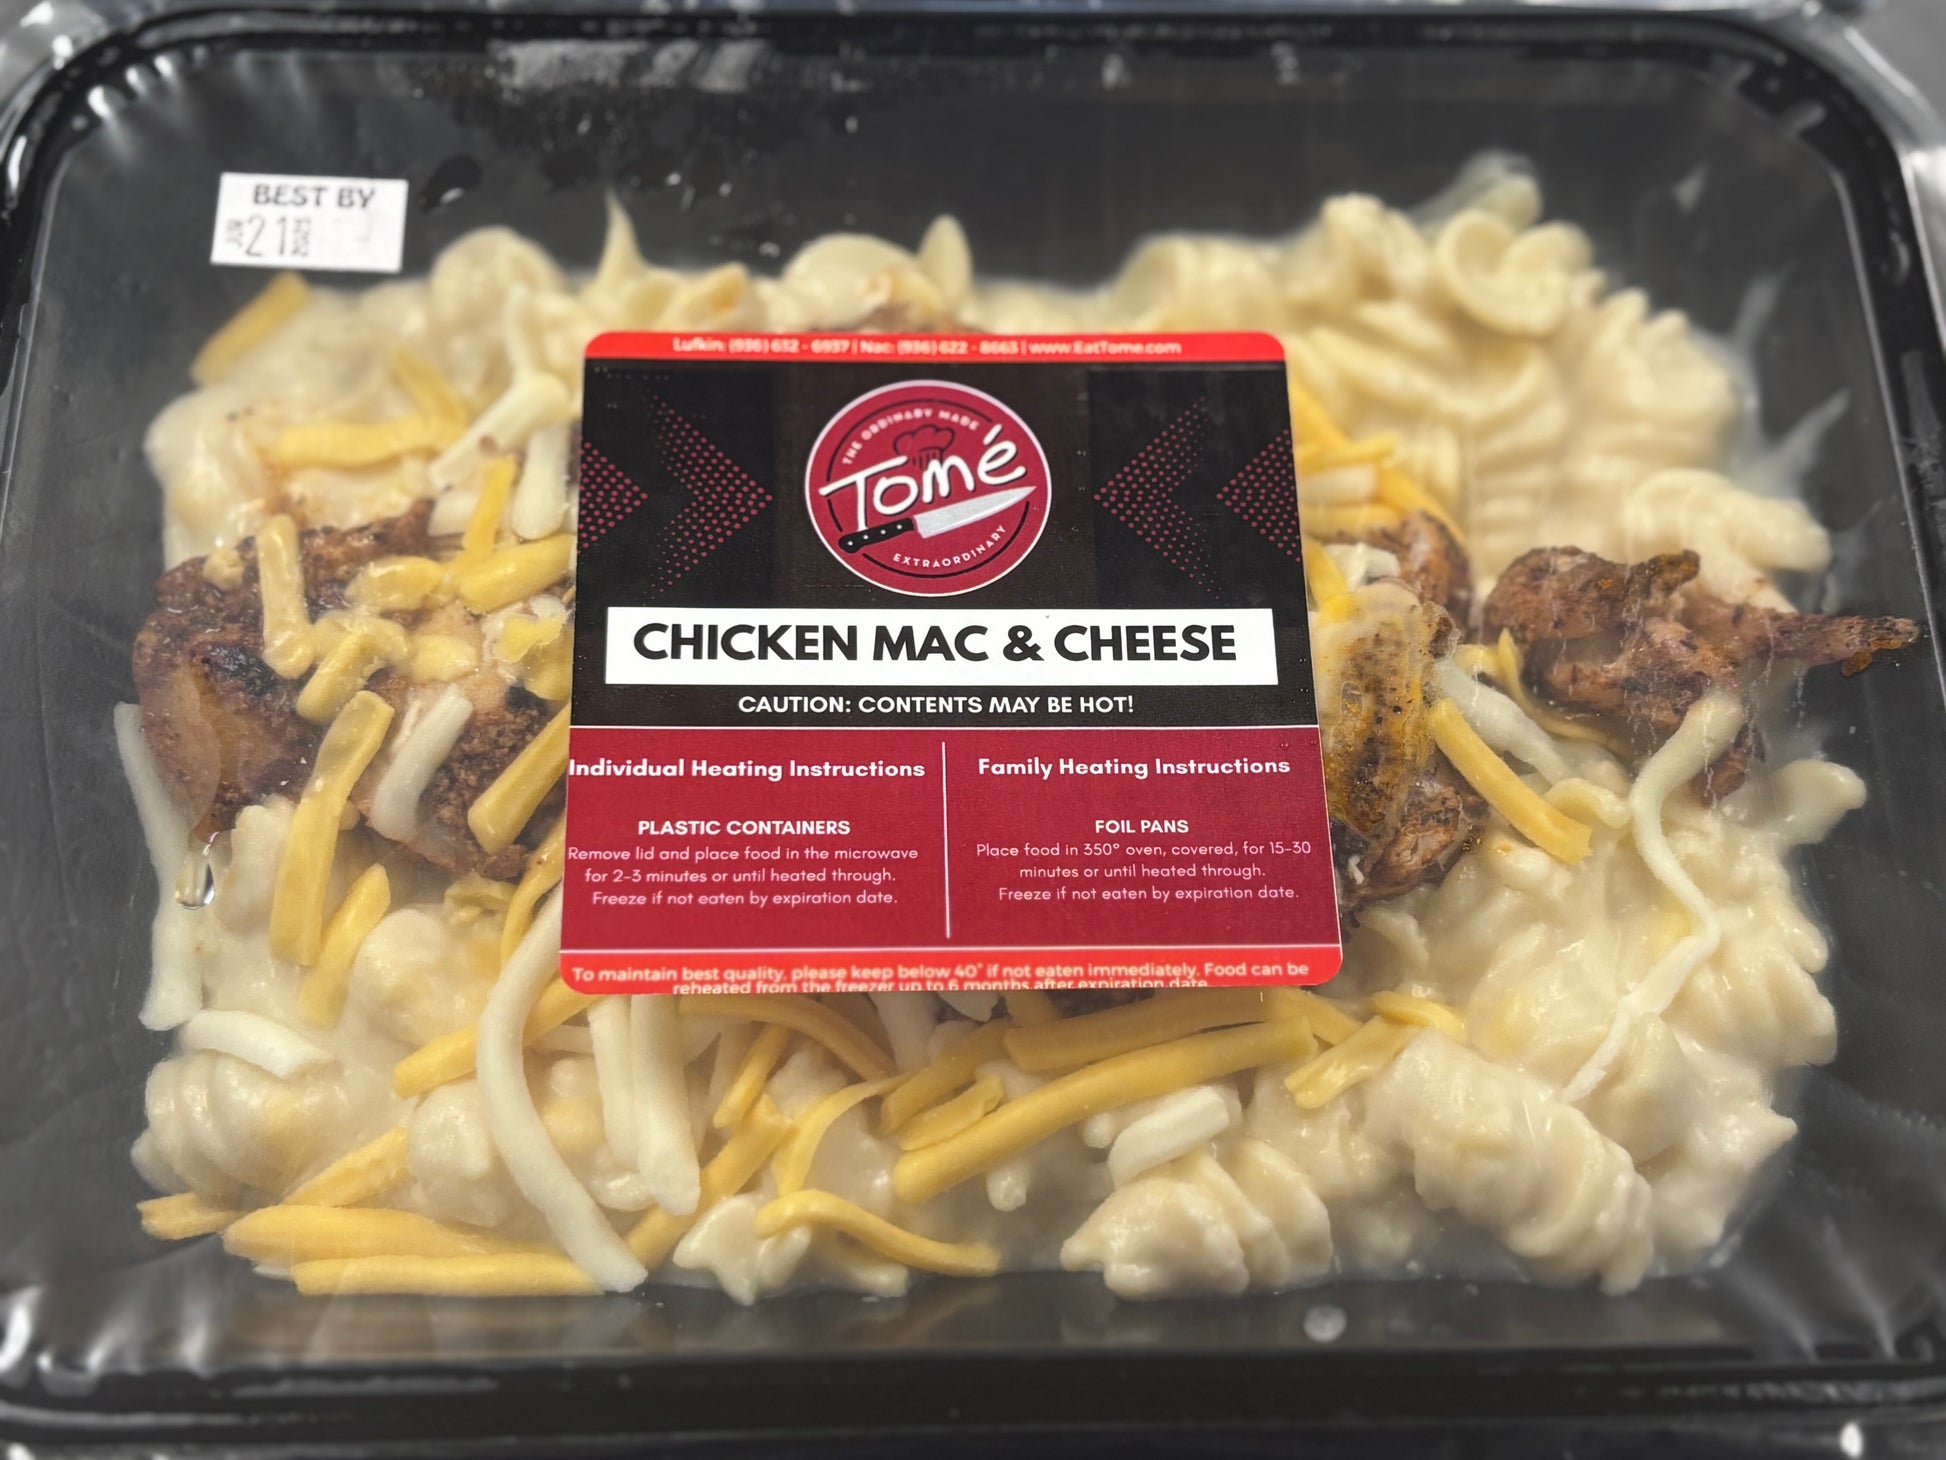 BEST BY
JUN 21 2025
Lufkin: (936) 632 - 6937 | Nac: (936) 622 - 8663 | www.EatTome.com
THE ORDINARY MADE
Tome'
EXTRAORDINARY
CHICKEN MAC & CHEESE
CAUTION: CONTENTS MAY BE HOT!
Individual Heating Instructions
PLASTIC CONTAINERS
Remove lid and place food in the microwave
for 2-3 minutes or until heated through.
Freeze if not eaten by expiration date.
Family Heating Instructions
FOIL PANS
Place food in 350° oven, covered, for 15-30
minutes or until heated through.
Freeze if not eaten by expiration date.
To maintain best quality, please keep below 40° if not eaten immediately. Food can be
reheated from the freezer up to 6 months after expiration date.